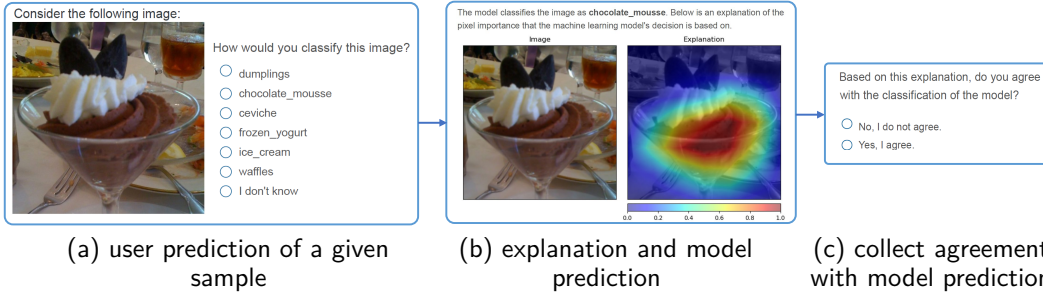 Consider the following image:
How would you classify this image?
dumplings
chocolate_mousse
ceviche
frozen_yogurt
ice_cream
waffles
I don't know
The model classifies the image as chocolate_mousse. Below is an explanation of the
pixel importance that the machine learning model's decision is based on.
Image
Explanation
0.0 0.2 0.4 0.6 0.8 1.0
Based on this explanation, do you agree
with the classification of the model?
No, I do not agree.
Yes, I agree.
(a) user prediction of a given
sample
(b) explanation and model
prediction
(c) collect agreement
with model prediction